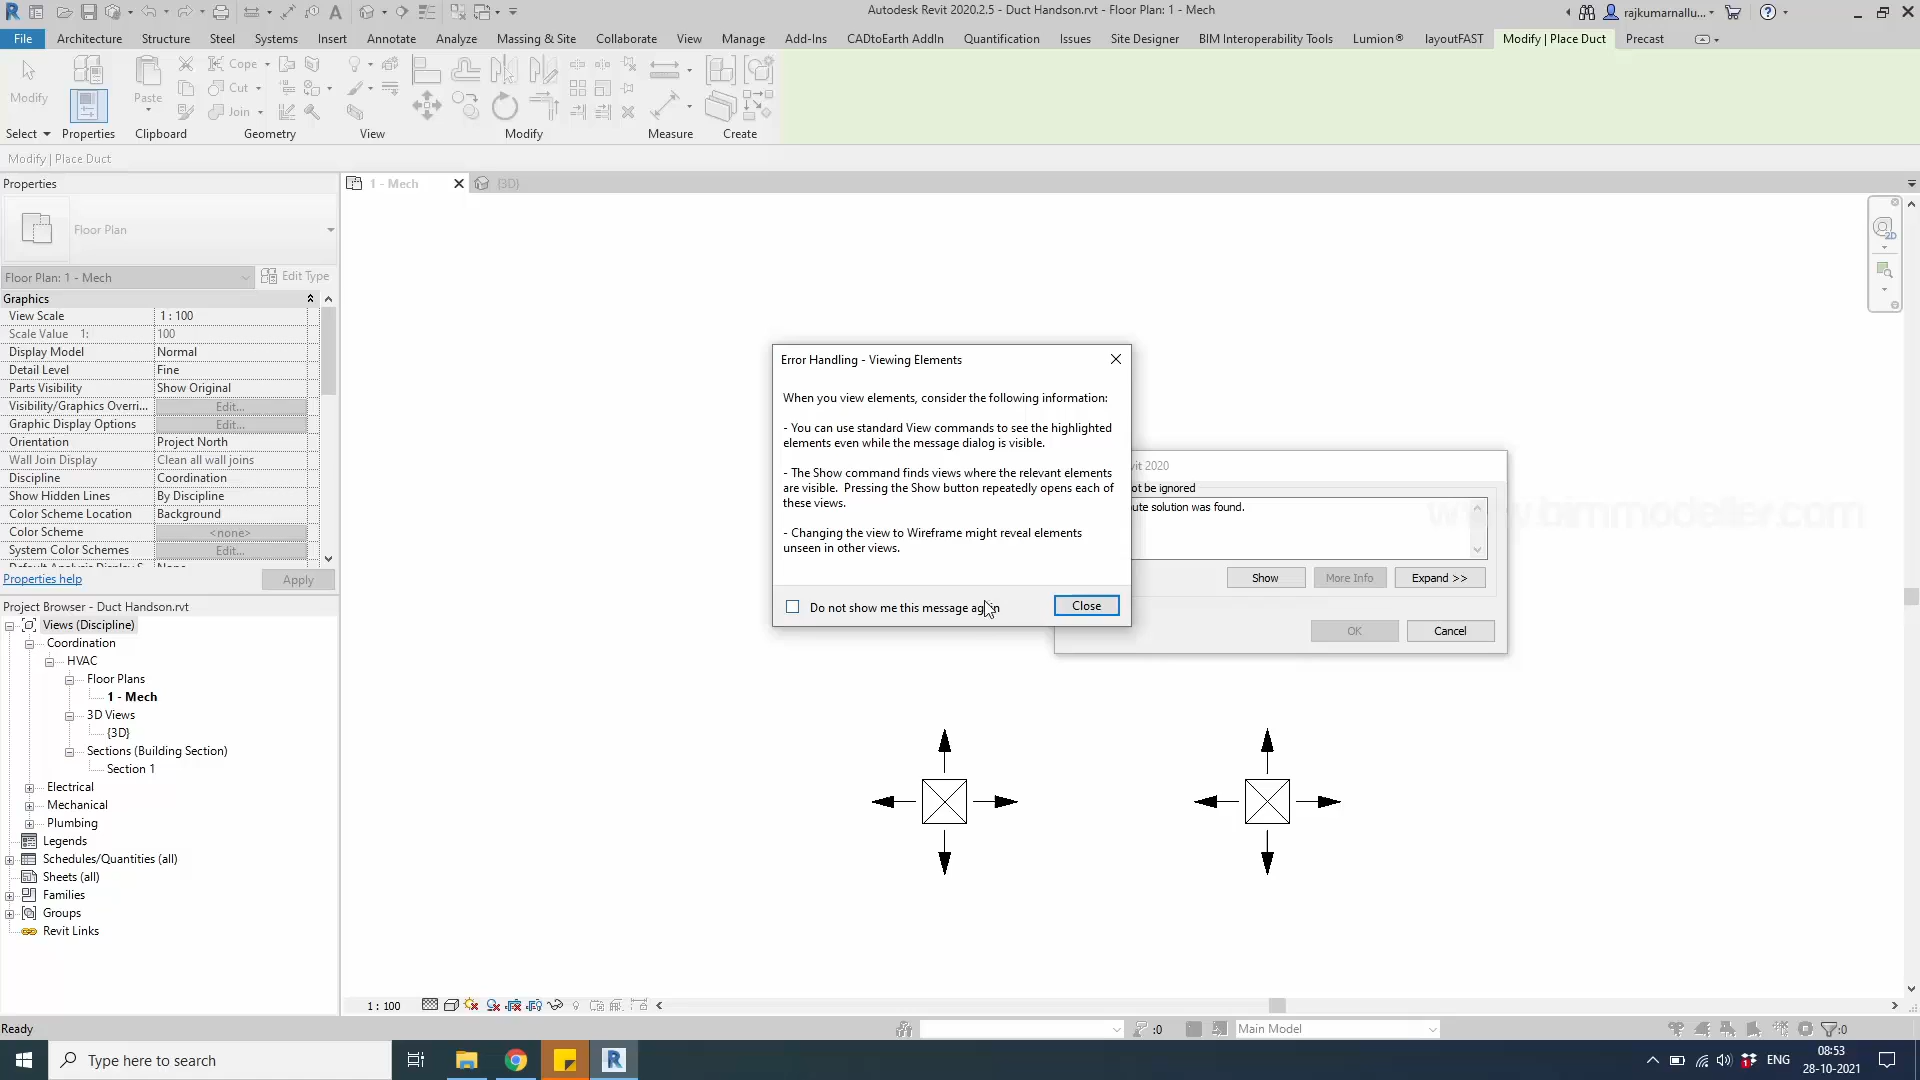 Autodesk Revit 2020.2.5 - Duct Handson.rvt - Floor Plan: 1 - Mech
rajkumarnallu...
File Architecture Structure Steel Systems Insert Annotate Analyze Massing & Site Collaborate View Manage Add-Ins CADtoEarth AddIn Quantification Issues Site Designer BIM Interoperability Tools Lumion® layoutFAST Modify | Place Duct Precast
Modify
Paste
Cope
Cut
Join
Select Properties Clipboard Geometry View Modify Measure Create
Modify | Place Duct
Properties
1 - Mech
{3D}
Floor Plan
Floor Plan: 1 - Mech
Edit Type
Graphics
View Scale 1 : 100
Scale Value 1: 100
Display Model Normal
Detail Level Fine
Parts Visibility Show Original
Visibility/Graphics Overri... Edit...
Graphic Display Options Edit...
Orientation Project North
Wall Join Display Clean all wall joins
Discipline Coordination
Show Hidden Lines By Discipline
Color Scheme Location Background
Color Scheme <none>
System Color Schemes Edit...
Properties help
Apply
Project Browser - Duct Handson.rvt
Views (Discipline)
Coordination
HVAC
Floor Plans
1 - Mech
3D Views
{3D}
Sections (Building Section)
Section 1
Electrical
Mechanical
Plumbing
Legends
Schedules/Quantities (all)
Sheets (all)
Families
Groups
Revit Links
Error Handling - Viewing Elements
When you view elements, consider the following information:
- You can use standard View commands to see the highlighted
elements even while the message dialog is visible.
- The Show command finds views where the relevant elements
are visible. Pressing the Show button repeatedly opens each of
these views.
- Changing the view to Wireframe might reveal elements
unseen in other views.
Do not show me this message again
Close
vit 2020
ot be ignored
ute solution was found.
Show
More Info
Expand >>
OK
Cancel
www.bimmodeller.com
2D
1 : 100
Ready
:0
Main Model
:0
Type here to search
ENG
08:53
28-10-2021